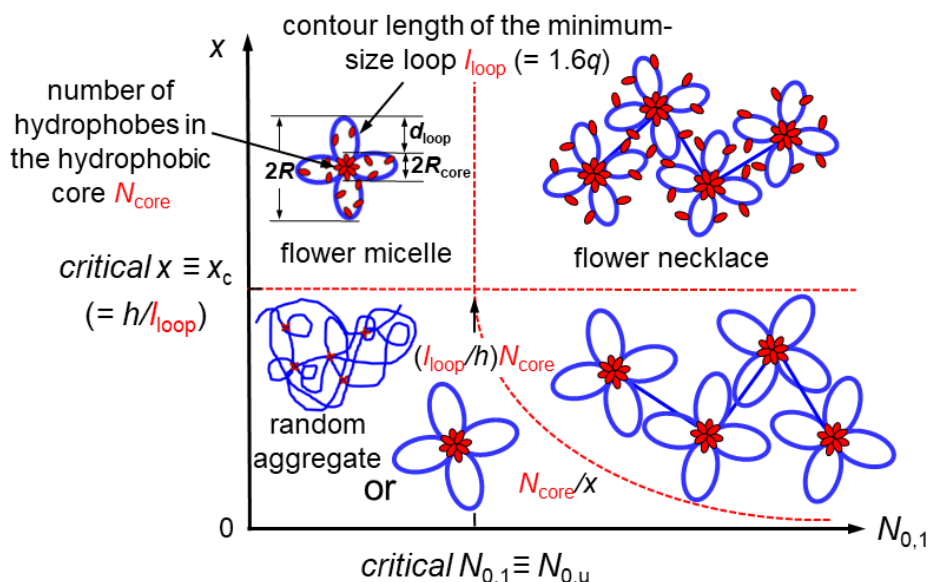 contour length of the minimum-
size loop lloop (= 1.6q)
x
number of
hydrophobes in
the hydrophobic
core Ncore
dloop
2R
2Rcore
flower micelle
flower necklace
critical x ≡ xc
(= h/lloop)
(lloop/h)Ncore
random
aggregate
or
Ncore/x
0
N0,1
critical N0,1 ≡ N0,u